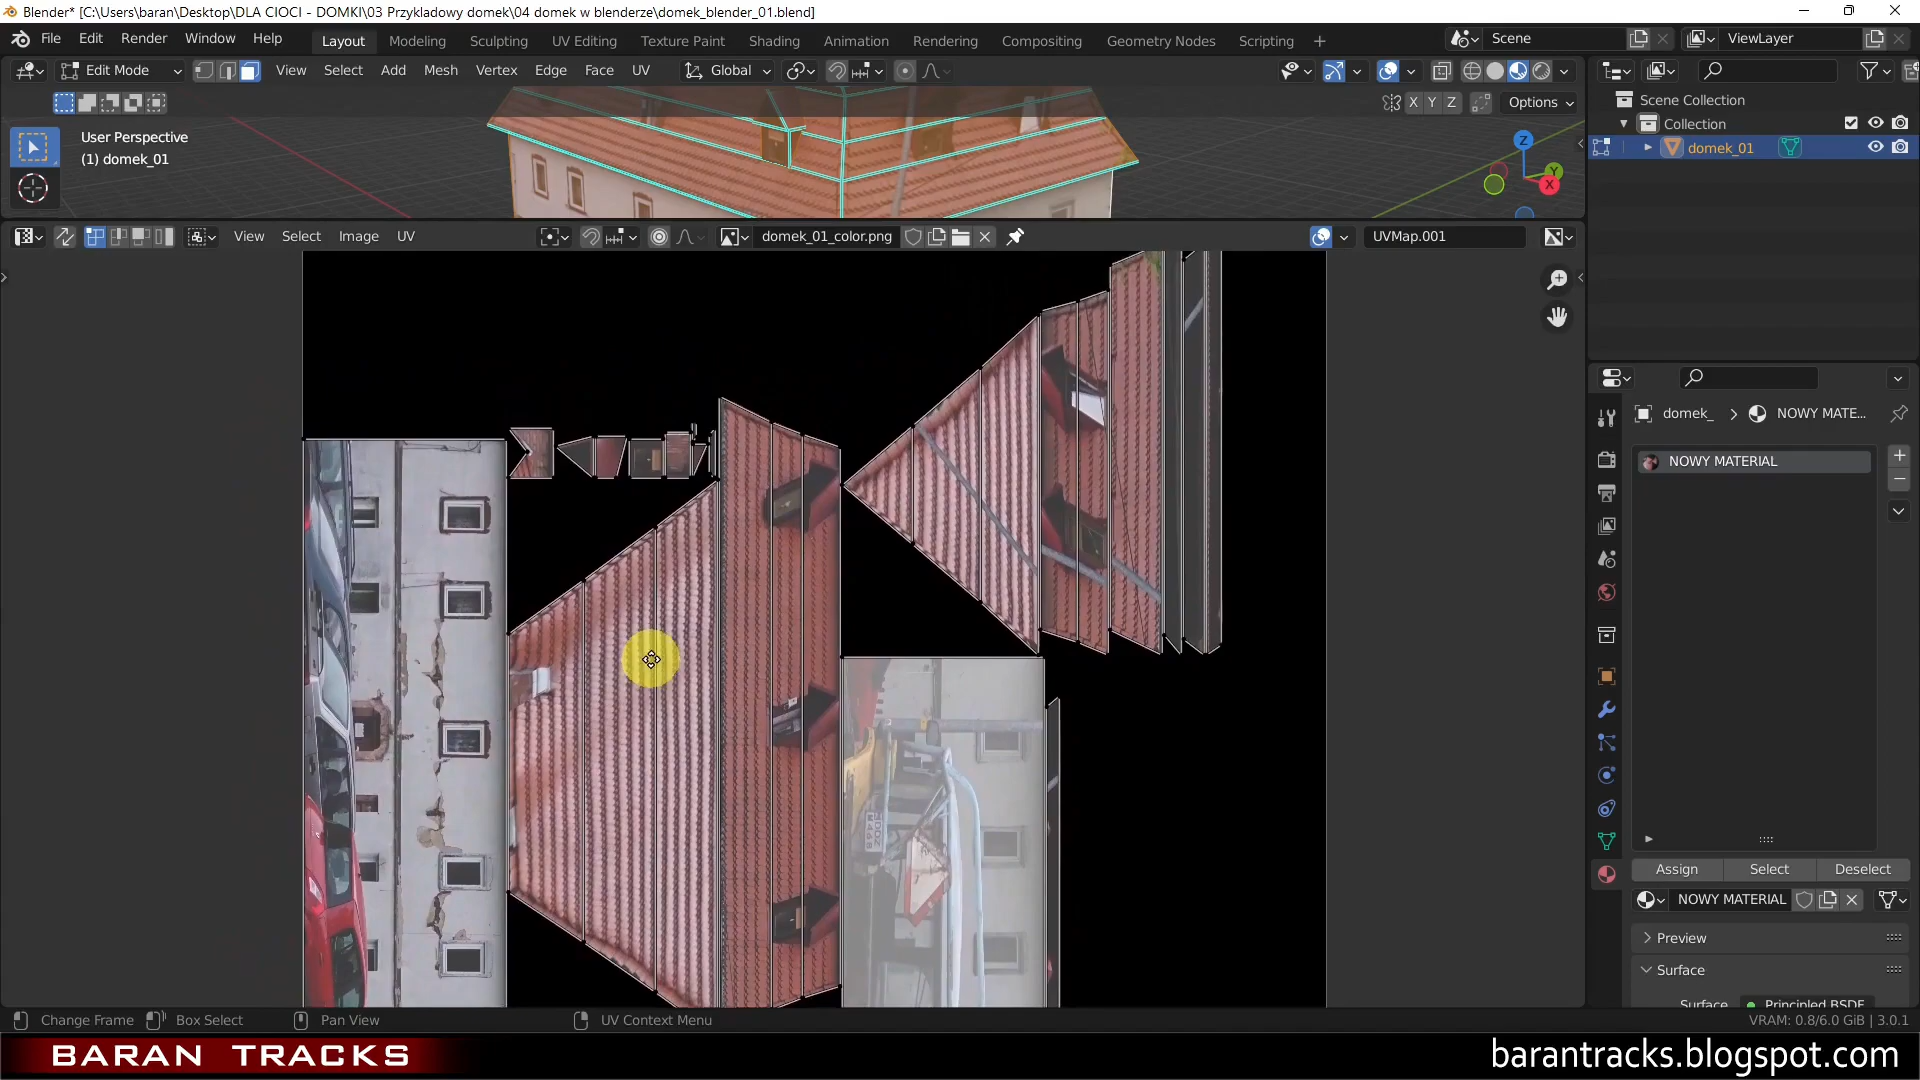 Blender* [C:\Users\baran\Desktop\DLA CIOCI - DOMKI\03 Przykladowy domek\04 domek w blenderze\domek_blender_01.blend]
File Edit Render Window Help Layout Modeling Sculpting UV Editing Texture Paint Shading Animation Rendering Compositing Geometry Nodes Scripting Scene ViewLayer
Edit Mode View Select Add Mesh Vertex Edge Face UV Global
X Y Z Options
Scene Collection
Collection
domek_01
User Perspective
(1) domek_01
Z
Y
X
View Select Image UV domek_01_color.png UVMap.001
domek_ NOWY MATE...
NOWY MATERIAL
Assign Select Deselect
NOWY MATERIAL
Preview
Surface
Surface Principled BSDF
Change Frame Box Select Pan View UV Context Menu VRAM: 0.8/6.0 GiB | 3.0.1
BARAN TRACKS barantracks.blogspot.com